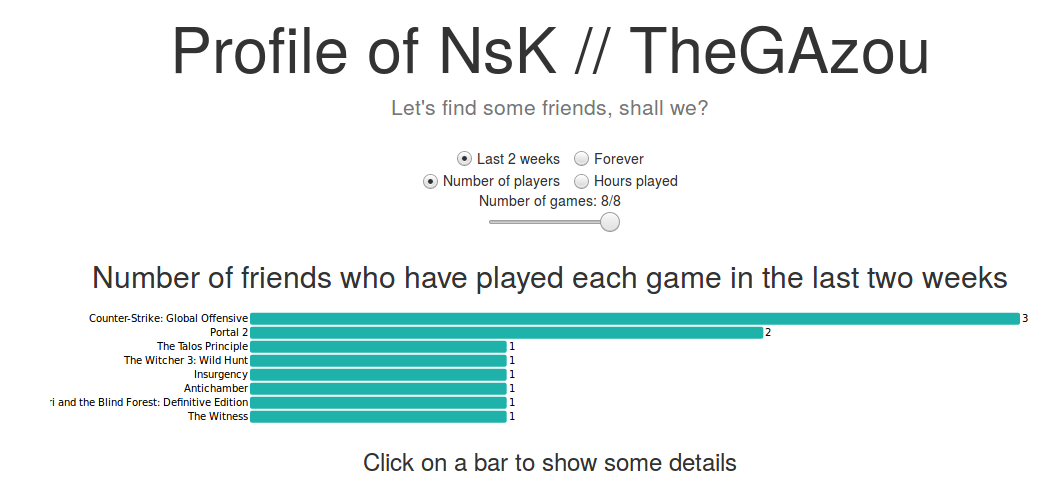 Profile of NsK // TheGAzou
Let's find some friends, shall we?
Last 2 weeks Forever
Number of players Hours played
Number of games: 8/8
Number of friends who have played each game in the last two weeks
Counter-Strike: Global Offensive 3
Portal 2 2
The Talos Principle 1
The Witcher 3: Wild Hunt 1
Insurgency 1
Antichamber 1
and the Blind Forest: Definitive Edition 1
The Witness 1
Click on a bar to show some details